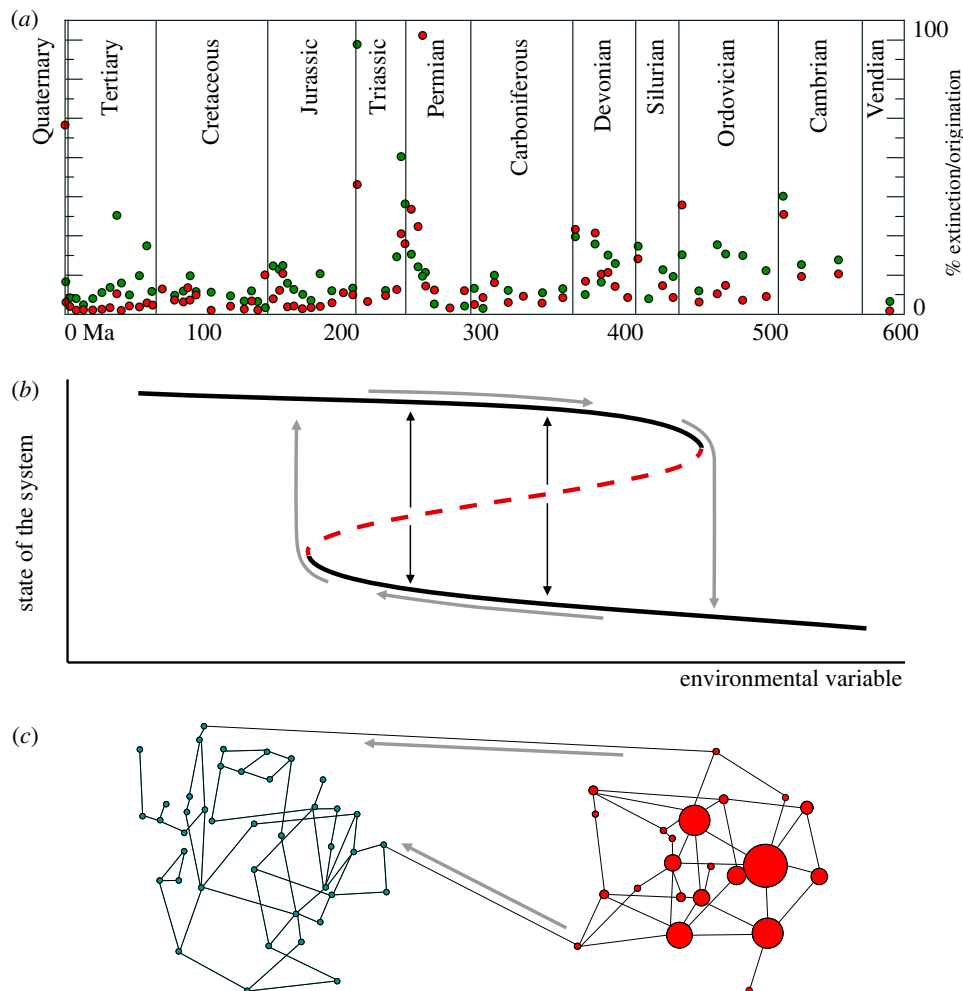 (a)
Quaternary
Tertiary
Cretaceous
Jurassic
Triassic
Permian
Carboniferous
Devonian
Silurian
Ordovician
Cambrian
Vendian
100
% extinction/origination
0
0 Ma
100
200
300
400
500
600
(b)
state of the system
environmental variable
(c)